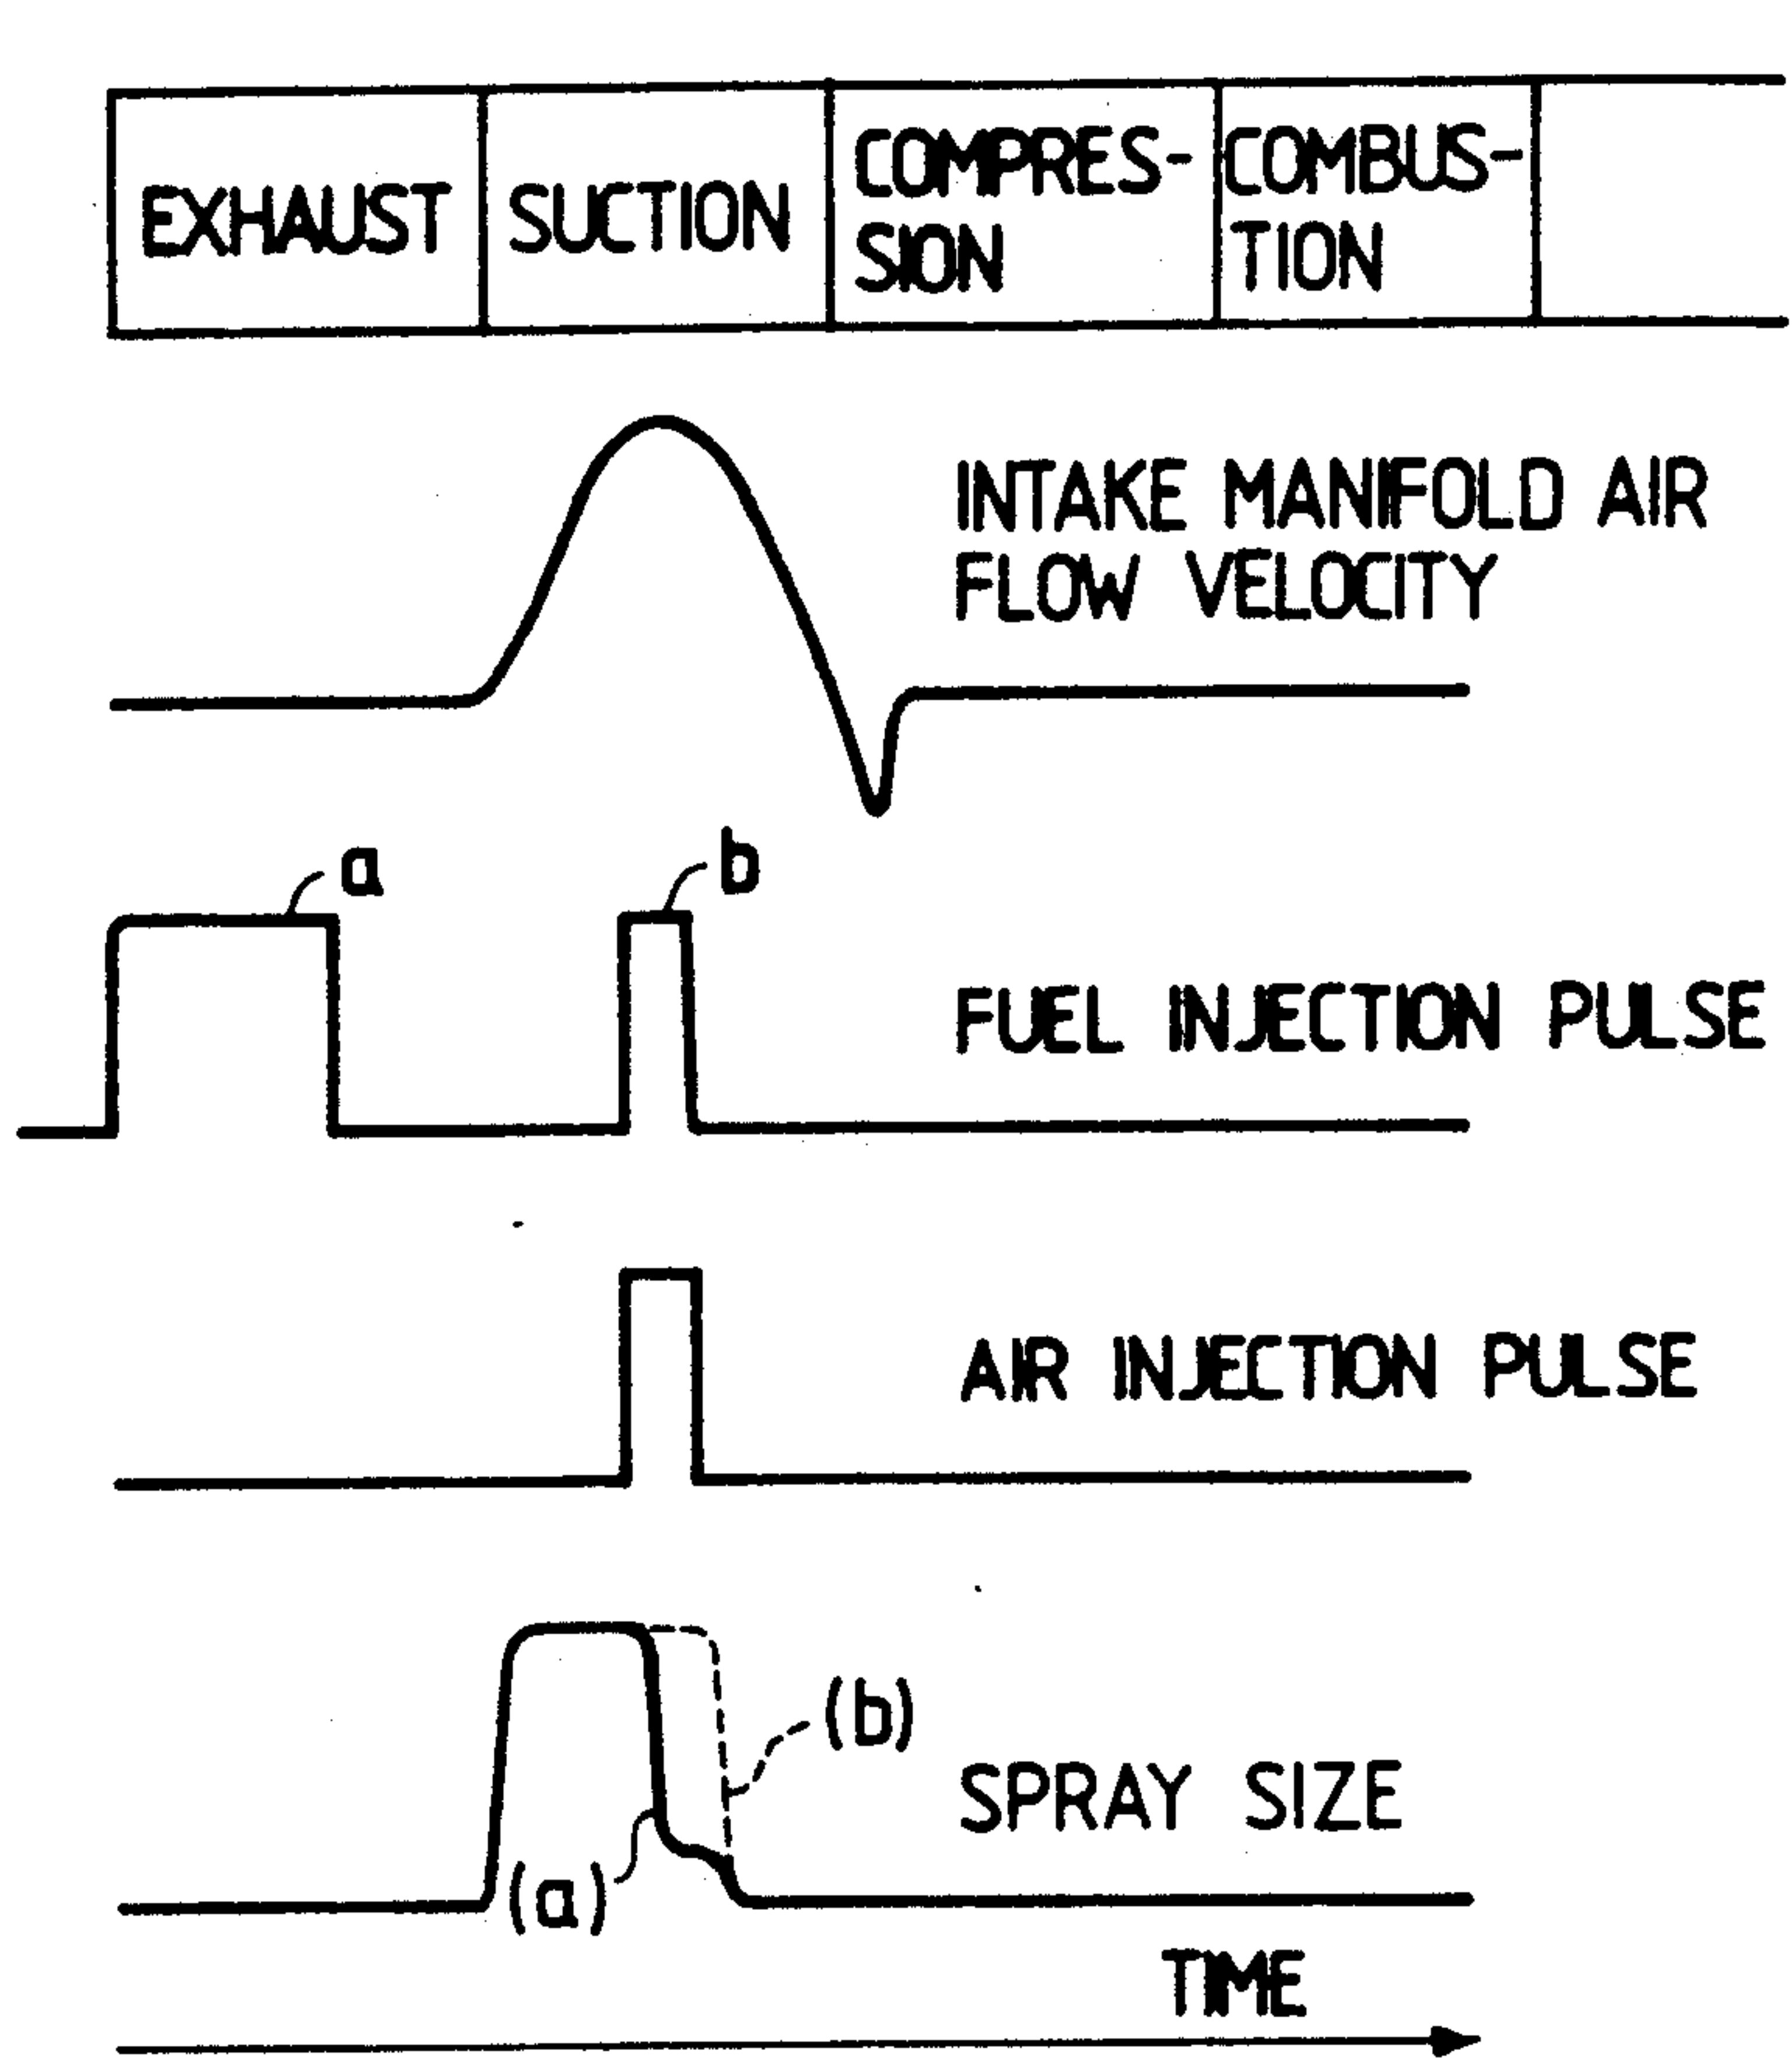 EXHAUST
SUCTION
COMPRES-
SION
COMBUS-
TION
INTAKE MANIFOLD AIR
FLOW VELOCITY
a
b
FUEL INJECTION PULSE
AIR INJECTION PULSE
(b)
SPRAY SIZE
(a)
TIME